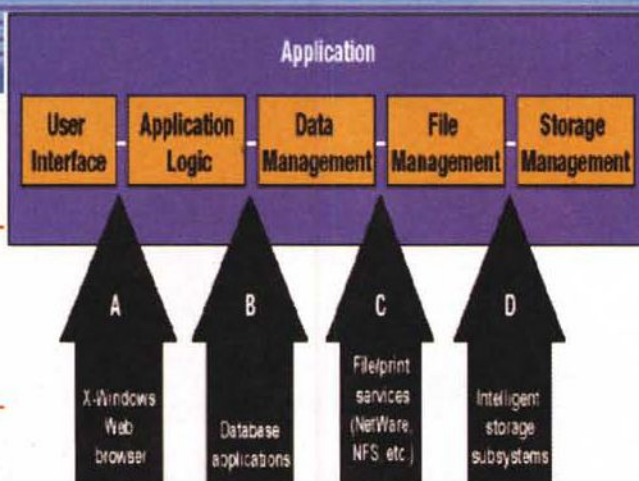 Application
User
Interface
Application
Logic
Data
Management
File
Management
Storage
Management
A
B
C
D
X-Windows
Web
browser
Database
applications
File/print
services
(NetWare,
NFS etc.)
Intelligent
storage
subsystems